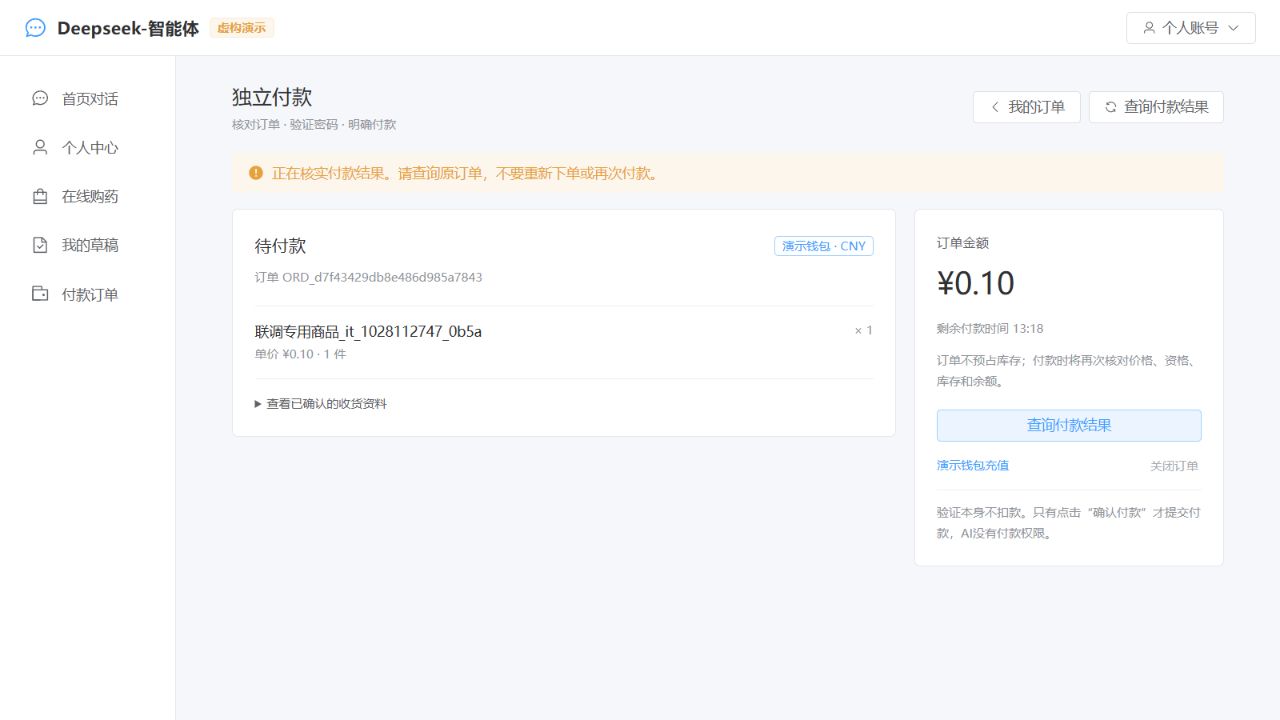 Deepseek-智能体 虚构演示
个人账号
首页对话
个人中心
在线购药
我的草稿
付款订单
独立付款
核对订单 · 验证密码 · 明确付款
我的订单
查询付款结果
正在核实付款结果。请查询原订单，不要重新下单或再次付款。
待付款
演示钱包 · CNY
订单 ORD_d7f43429db8e486d985a7843
联调专用商品_it_1028112747_0b5a
× 1
单价 ¥0.10 · 1 件
查看已确认的收货资料
订单金额
¥0.10
剩余付款时间 13:18
订单不预占库存；付款时将再次核对价格、资格、
库存和余额。
查询付款结果
演示钱包充值
关闭订单
验证本身不扣款。只有点击“确认付款”才提交付
款，AI没有付款权限。